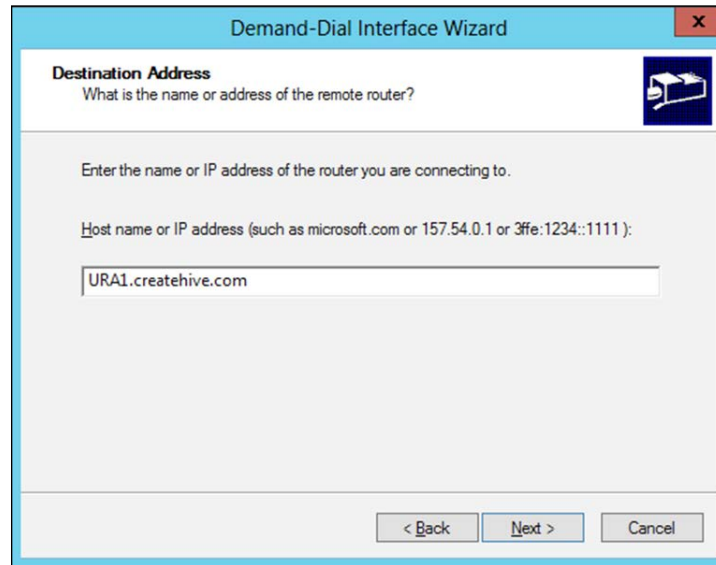 Demand-Dial Interface Wizard
x
Destination Address
What is the name or address of the remote router?
Enter the name or IP address of the router you are connecting to.
Host name or IP address (such as microsoft.com or 157.54.0.1 or 3ffe:1234::1111 ):
URA1.createhive.com
< Back
Next >
Cancel